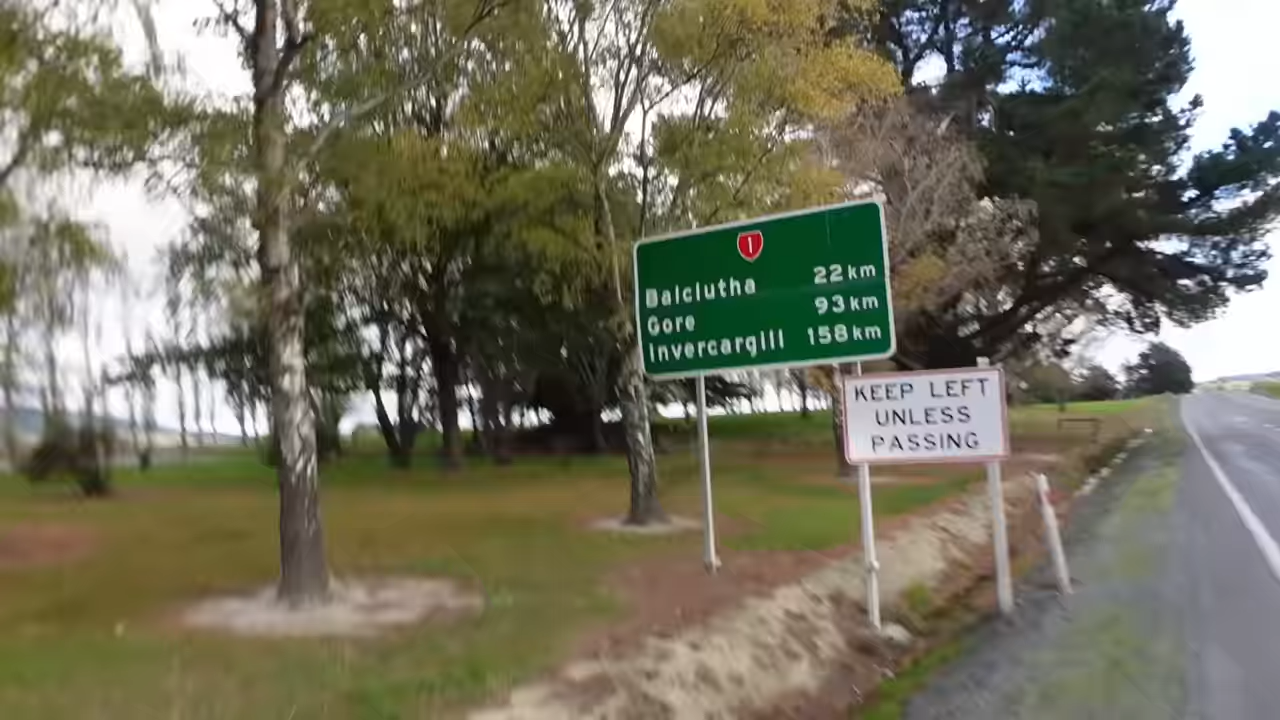 1
Balclutha 22 km
Gore 93 km
Invercargill 158 km
KEEP LEFT
UNLESS
PASSING